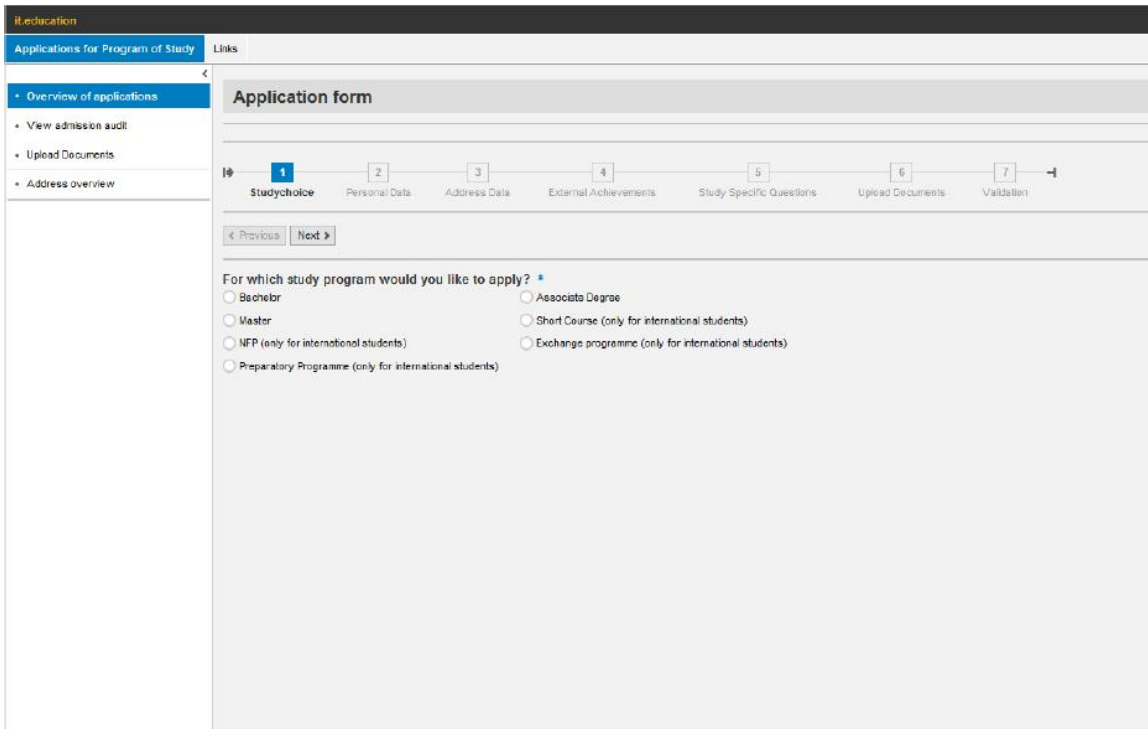 it.education
Applications for Program of Study Links
Overview of applications
View admission audit
Upload Documents
Address overview
Application form
1 2 3 4 5 6 7
Studychoice Personal Data Address Data External Achievements Study Specific Questions Upload Documents Validation
Previous Next
For which study program would you like to apply? *
Bachelor Associate Degree
Master Short Course (only for international students)
NFP (only for international students) Exchange programme (only for international students)
Preparatory Programme (only for international students)